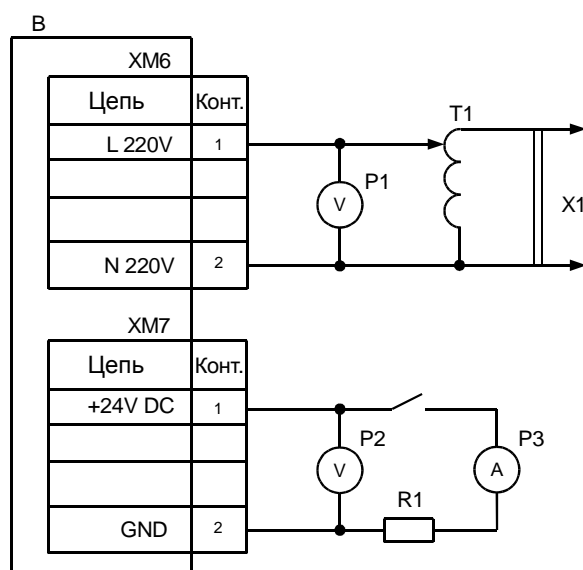 B
XM6
Цепь Конт.
L 220V 1
T1
P1
V
X1
N 220V 2
XM7
Цепь Конт.
+24V DC 1
P2 P3
V A
R1
GND 2